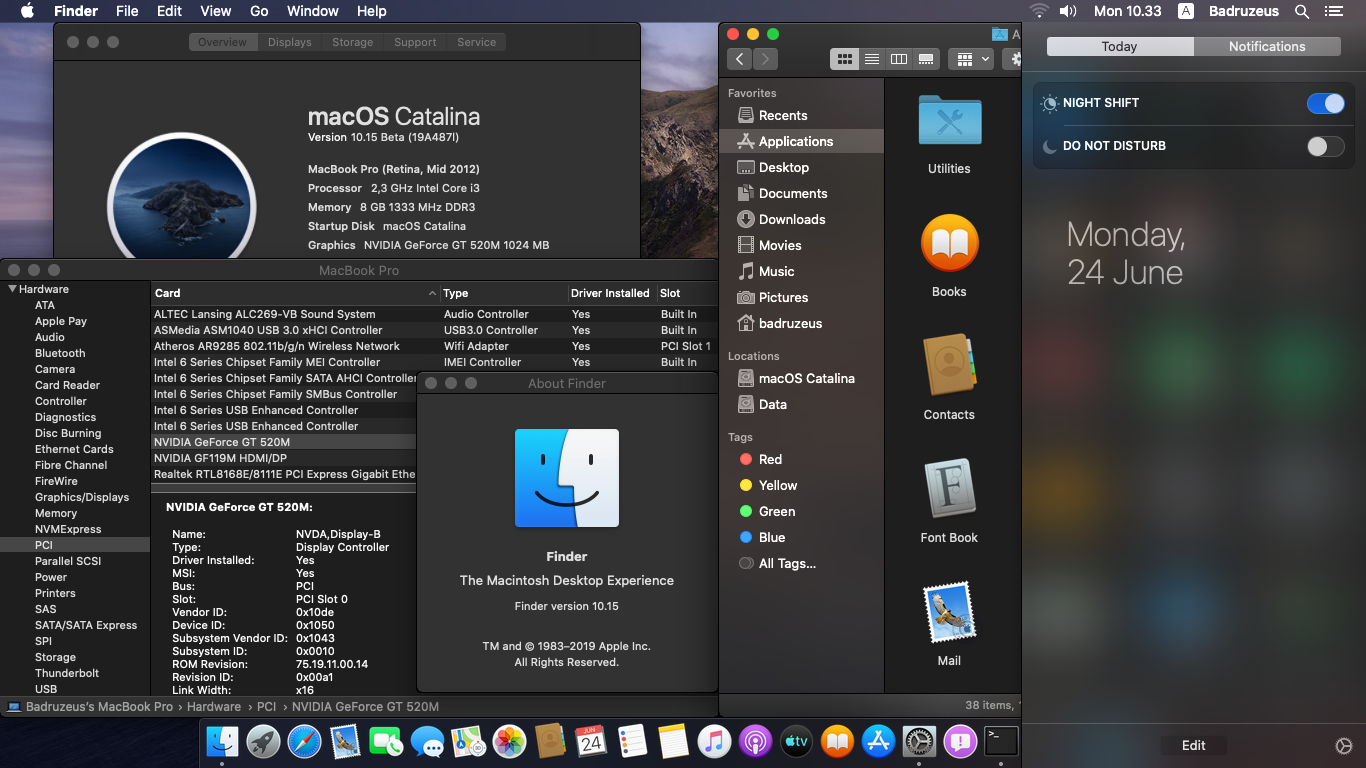 Finder File Edit View Go Window Help
Mon 10.33 A Badruzeus
Overview Displays Storage Support Service
macOS Catalina
Version 10.15 Beta (19A487l)
MacBook Pro (Retina, Mid 2012)
Processor 2,3 GHz Intel Core i3
Memory 8 GB 1333 MHz DDR3
Startup Disk macOS Catalina
Graphics NVIDIA GeForce GT 520M 1024 MB
MacBook Pro
Hardware
ATA
Apple Pay
Audio
Bluetooth
Camera
Card Reader
Controller
Diagnostics
Disc Burning
Ethernet Cards
Fibre Channel
FireWire
Graphics/Displays
Memory
NVMExpress
PCI
Parallel SCSI
Power
Printers
SAS
SATA/SATA Express
SPI
Storage
Thunderbolt
USB
Card Type Driver Installed Slot
ALTEC Lansing ALC269-VB Sound System Audio Controller Yes Built In
ASMedia ASM1040 USB 3.0 xHCI Controller USB3.0 Controller Yes Built In
Atheros AR9285 802.11b/g/n Wireless Network Wifi Adapter Yes PCI Slot 1
Intel 6 Series Chipset Family MEI Controller IMEI Controller Yes Built In
Intel 6 Series Chipset Family SATA AHCI Controller
Intel 6 Series Chipset Family SMBus Controller
Intel 6 Series USB Enhanced Controller
Intel 6 Series USB Enhanced Controller
NVIDIA GeForce GT 520M
NVIDIA GF119M HDMI/DP
Realtek RTL8168E/8111E PCI Express Gigabit Ethe
NVIDIA GeForce GT 520M:
Name: NVDA,Display-B
Type: Display Controller
Driver Installed: Yes
MSI: Yes
Bus: PCI
Slot: PCI Slot 0
Vendor ID: 0x10de
Device ID: 0x1050
Subsystem Vendor ID: 0x1043
Subsystem ID: 0x0010
ROM Revision: 75.19.11.00.14
Revision ID: 0x00a1
Link Width: x16
Badruzeus's MacBook Pro › Hardware › PCI › NVIDIA GeForce GT 520M
About Finder
Finder
The Macintosh Desktop Experience
Finder version 10.15
TM and © 1983–2019 Apple Inc.
All Rights Reserved.
A
Favorites
Recents
Applications
Desktop
Documents
Downloads
Movies
Music
Pictures
badruzeus
Locations
macOS Catalina
Data
Tags
Red
Yellow
Green
Blue
All Tags...
Utilities
Books
Contacts
Font Book
Mail
38 items,
Today Notifications
NIGHT SHIFT
DO NOT DISTURB
Monday,
24 June
Edit
JUN
24
tv